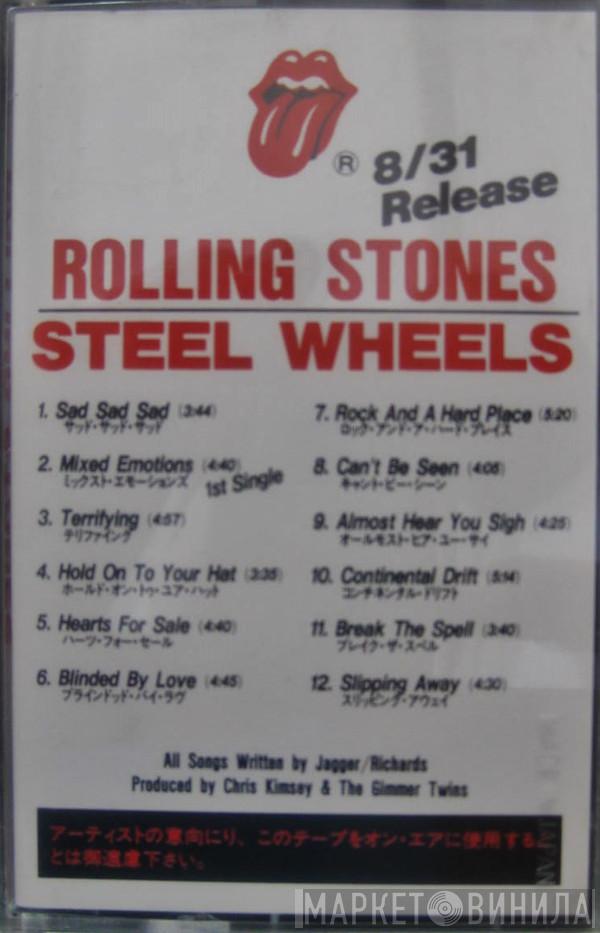 ®
8/31
Release
ROLLING STONES
STEEL WHEELS
1. Sad Sad Sad (3:44)
サッド・サッド・サッド
2. Mixed Emotions (4:40)
ミックスト・エモーションズ
1st Single
3. Terrifying (4:57)
テリファイング
4. Hold On To Your Hat (3:35)
ホールド・オン・トゥ・ユア・ハット
5. Hearts For Sale (4:40)
ハーツ・フォー・セール
6. Blinded By Love (4:45)
ブラインドッド・バイ・ラヴ
7. Rock And A Hard Place (5:20)
ロック・アンド・ア・ハード・プレイス
8. Can't Be Seen (4:05)
キャント・ビー・シーン
9. Almost Hear You Sigh (4:25)
オールモスト・ヒア・ユー・サイ
10. Continental Drift (5:14)
コンチネンタル・ドリフト
11. Break The Spell (3:40)
ブレイク・ザ・スペル
12. Slipping Away (4:30)
スリッピング・アウェイ
All Songs Written by Jagger/Richards
Produced by Chris Kimsey & The Gimmer Twins
アーティストの意向にり、このテープをオン・エアに使用する
とは御遠慮下さい。
JAPAN
МАРКЕТ ВИНИЛА